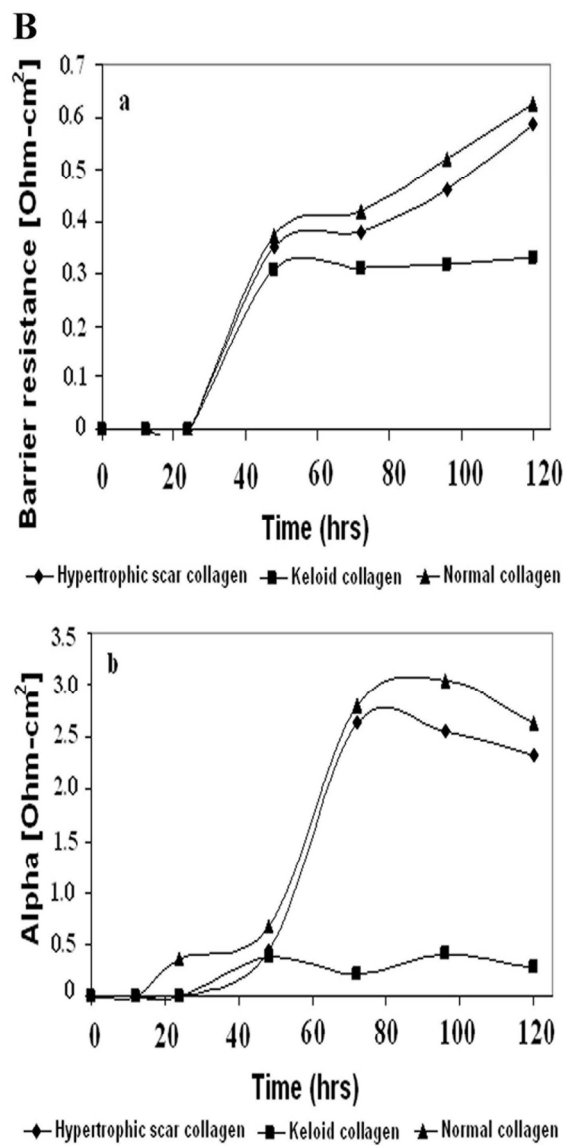 B
a
Barrier resistance [Ohm-cm²]
0.7
0.6
0.5
0.4
0.3
0.2
0.1
0
0 20 40 60 80 100 120
Time (hrs)
Hypertrophic scar collagen Keloid collagen Normal collagen
b
Alpha [Ohm-cm²]
3.5
3.0
2.5
2.0
1.5
1.0
0.5
0
0 20 40 60 80 100 120
Time (hrs)
Hypertrophic scar collagen Keloid collagen Normal collagen